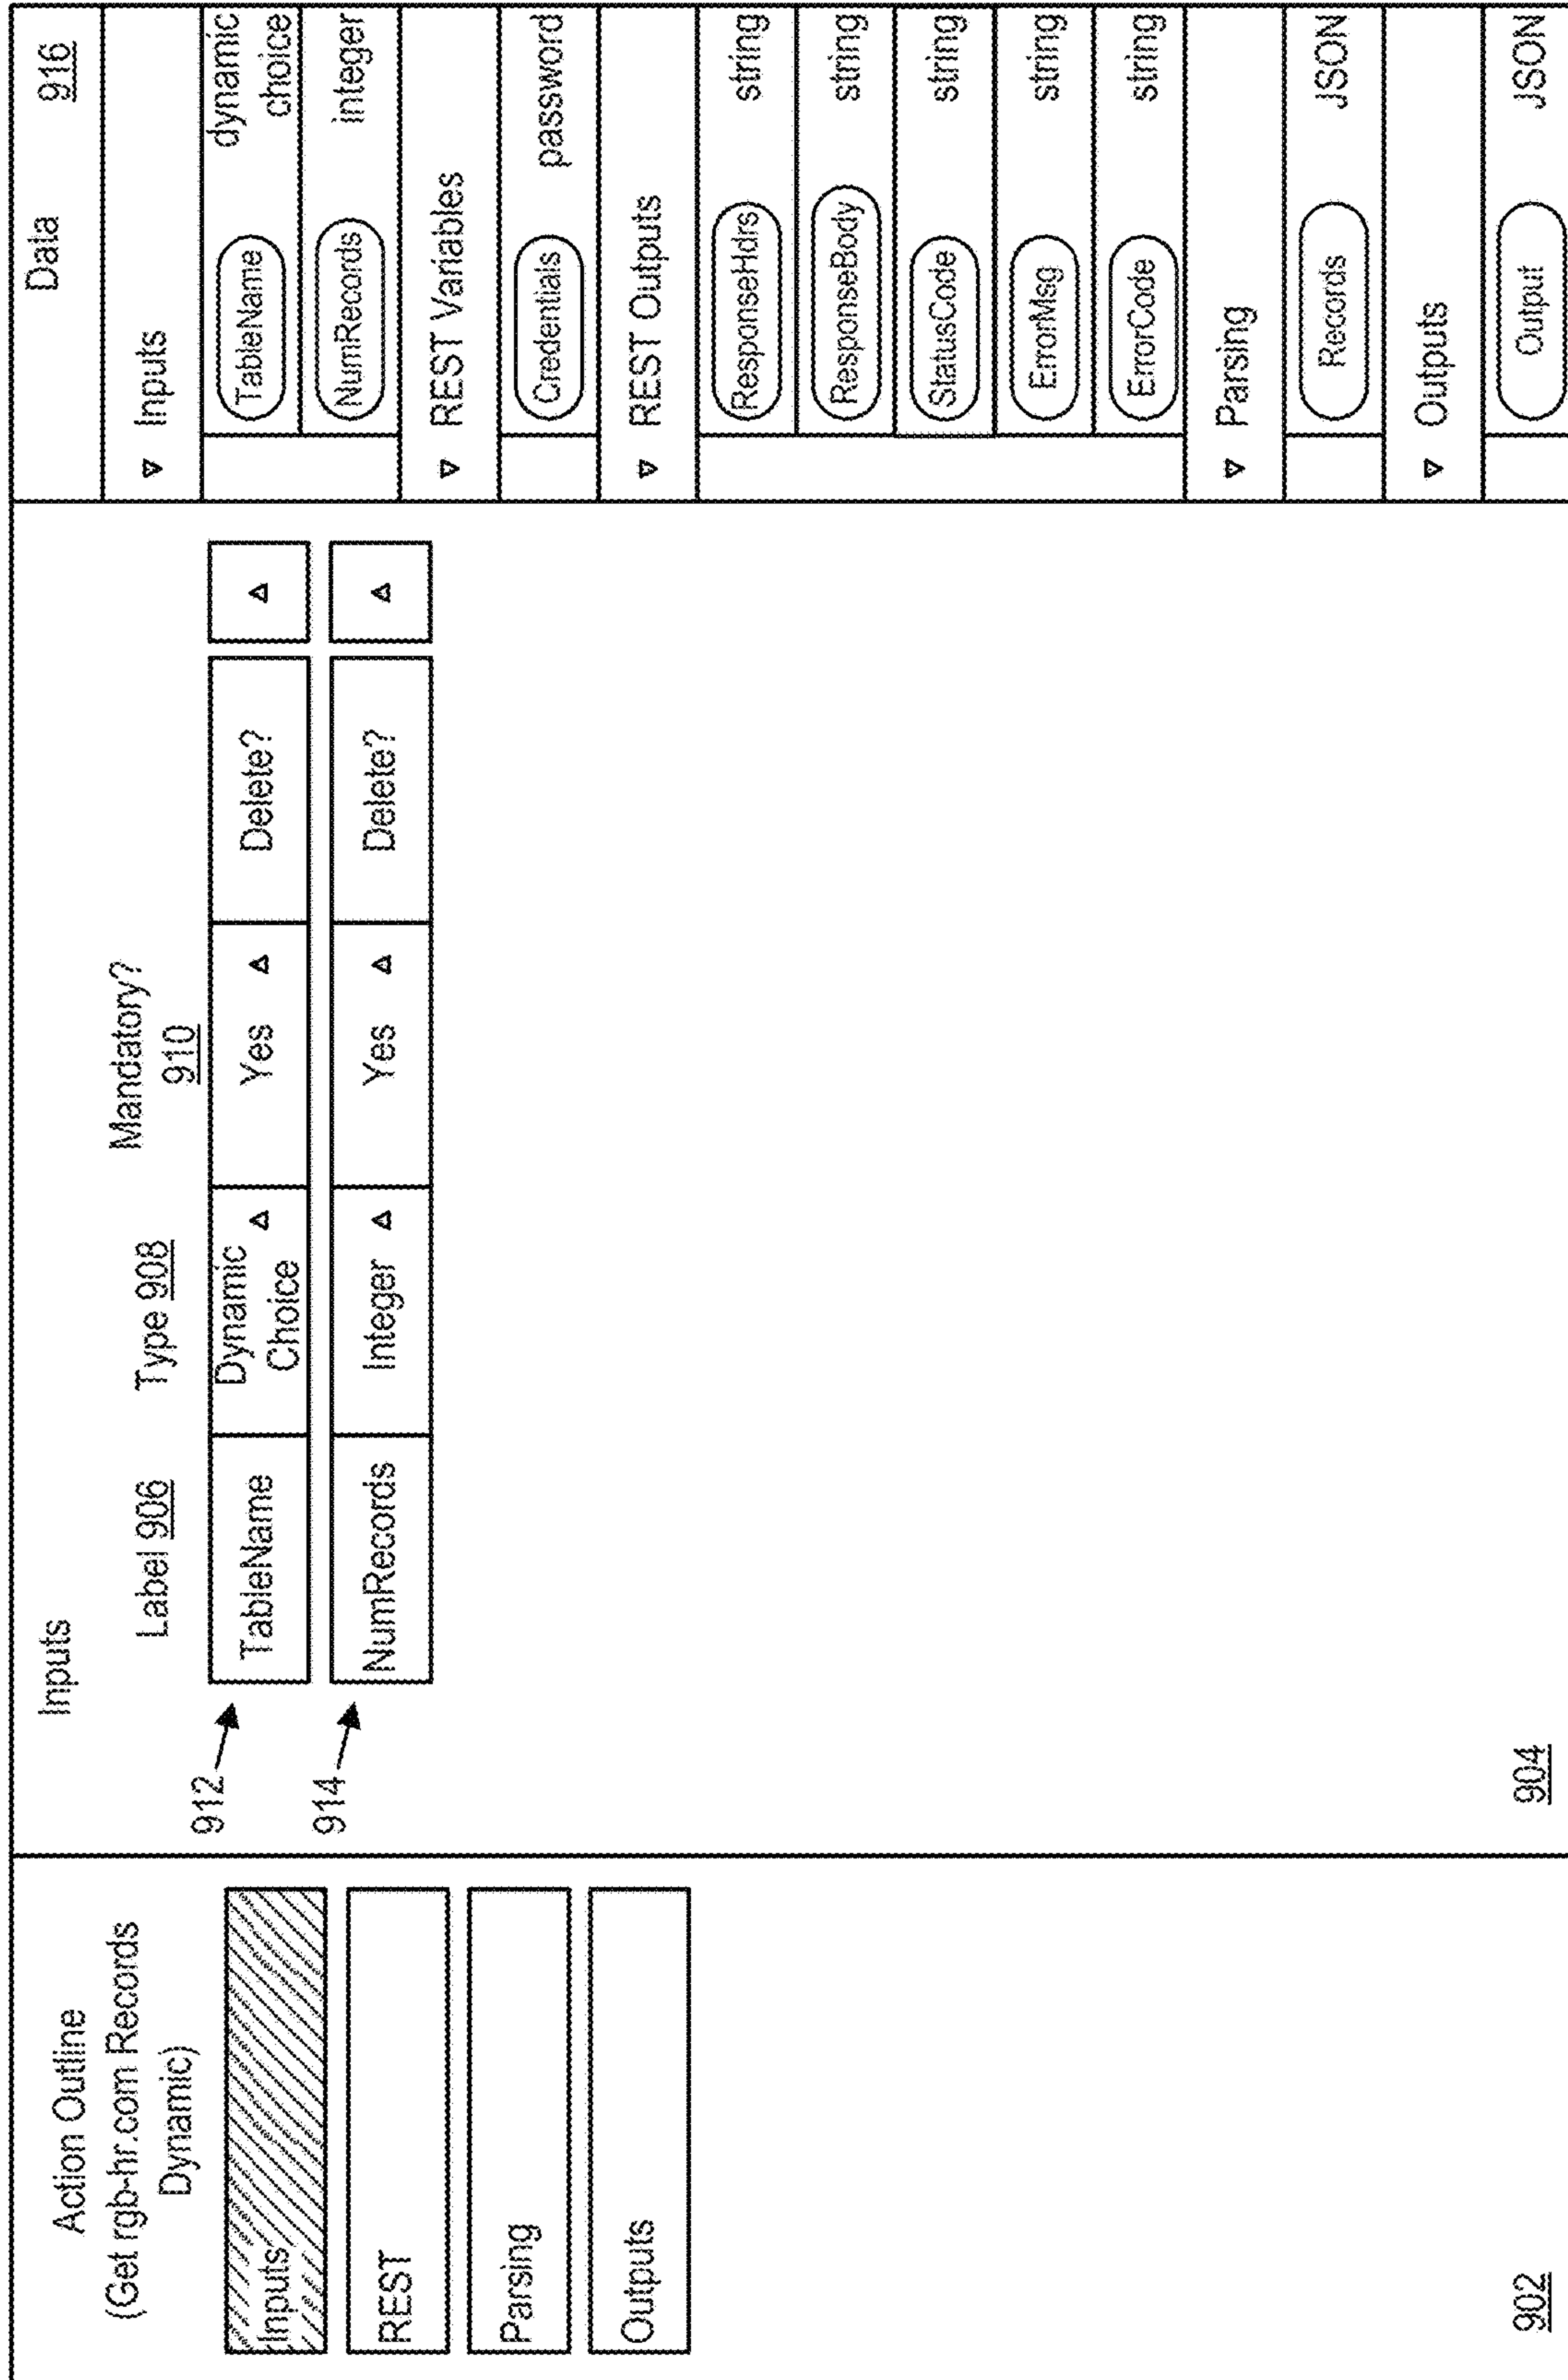 Action Outline
(Get rgb-hr.com Records
Dynamic)
Inputs
REST
Parsing
Outputs
902
Inputs
Label 906
Type 908
Mandatory?
910
912
TableName
Dynamic
Choice
Yes
Delete?
914
NumRecords
Integer
Yes
Delete?
904
Data 916
Inputs
TableName dynamic
choice
NumRecords integer
REST Variables
Credentials password
REST Outputs
ResponseHdrs string
ResponseBody string
StatusCode string
ErrorMsg string
ErrorCode string
Parsing
Records JSON
Outputs
Output JSON